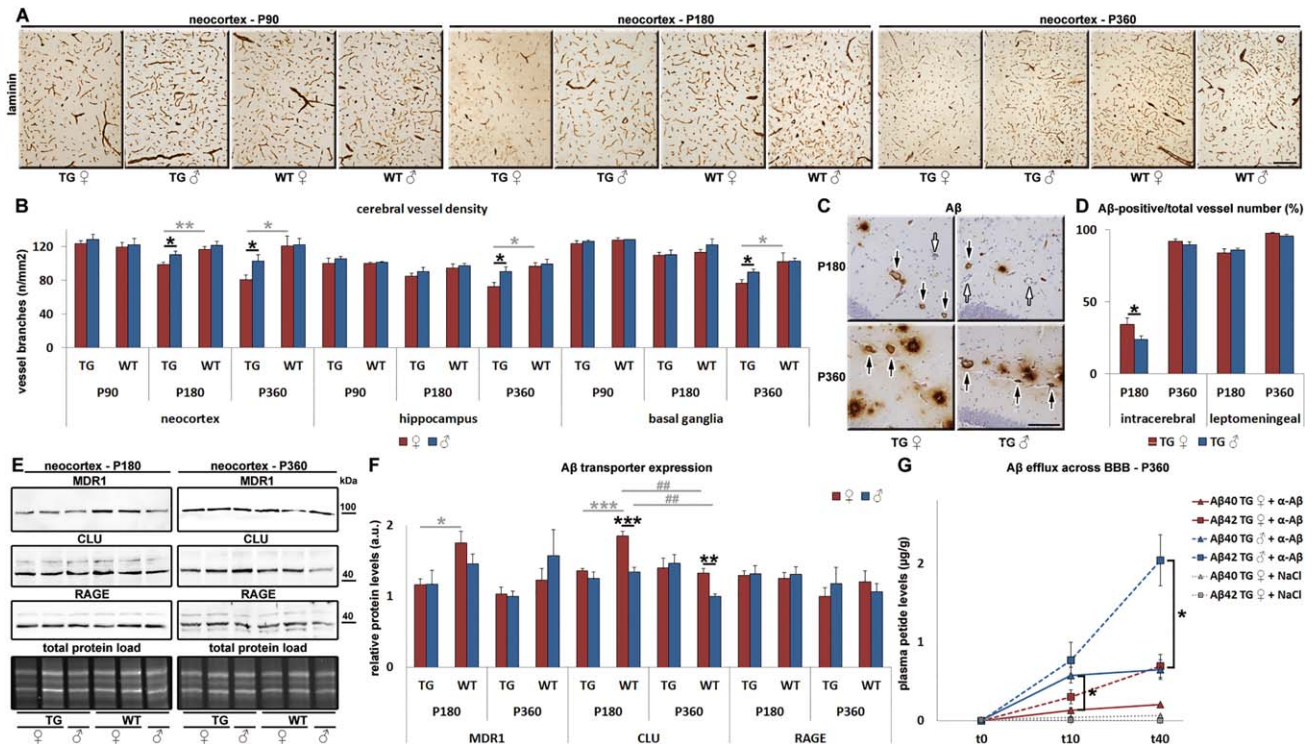 A
neocortex - P90
neocortex - P180
neocortex - P360
laminin
TG ♀
TG ♂
WT ♀
WT ♂
TG ♀
TG ♂
WT ♀
WT ♂
TG ♀
TG ♂
WT ♀
WT ♂
B
cerebral vessel density
vessel branches (n/mm2)
120
80
40
0
** * * *
* * * *
TG WT TG WT TG WT TG WT TG WT TG WT TG WT TG WT TG WT
P90 P180 P360 P90 P180 P360 P90 P180 P360
neocortex hippocampus basal ganglia
♀ ♂
C
Aβ
P180
P360
TG ♀
TG ♂
D
Aβ-positive/total vessel number (%)
100
50
0
*
P180 P360 P180 P360
intracerebral leptomeningeal
TG ♀ TG ♂
E
neocortex - P180
neocortex - P360
MDR1
MDR1
kDa
100
CLU
CLU
40
RAGE
RAGE
40
total protein load
total protein load
TG WT TG WT
♀ ♂ ♀ ♂ ♀ ♂ ♀ ♂
F
Aβ transporter expression
♀ ♂
relative protein levels (a.u.)
2
1
0
##
##
* *** *** **
TG WT TG WT TG WT TG WT TG WT TG WT
P180 P360 P180 P360 P180 P360
MDR1 CLU RAGE
G
Aβ efflux across BBB - P360
plasma petide levels (µg/g)
2
1
0
*
*
t0 t10 t40
Aβ40 TG ♀ + α-Aβ
Aβ42 TG ♀ + α-Aβ
Aβ40 TG ♂ + α-Aβ
Aβ42 TG ♂ + α-Aβ
Aβ40 TG ♀ + NaCl
Aβ42 TG ♀ + NaCl